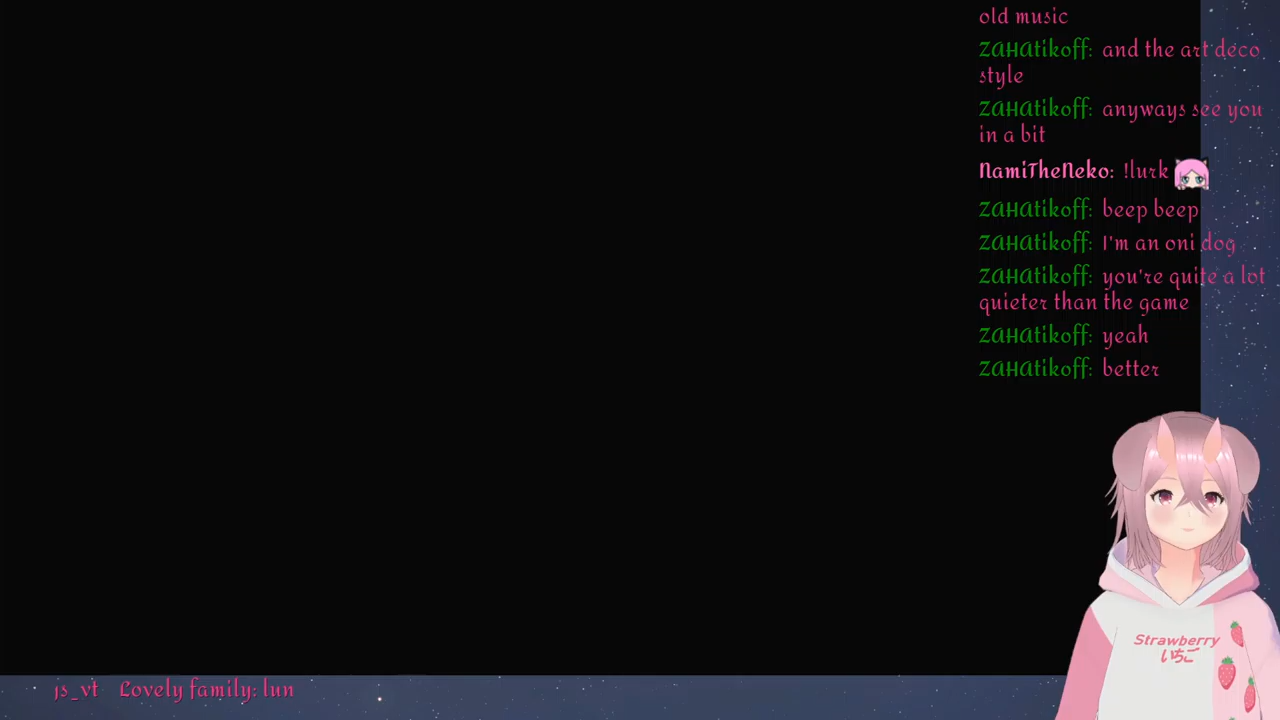 old music
ZAHAtikoff: and the art deco
style
ZAHAtikoff: anyways see you
in a bit
NamiTheNeko: !lurk
ZAHAtikoff: beep beep
ZAHAtikoff: I'm an oni dog
ZAHAtikoff: you're quite a lot
quieter than the game
ZAHAtikoff: yeah
ZAHAtikoff: better
Strawberry
いちご
js_vt Lovely family: lun